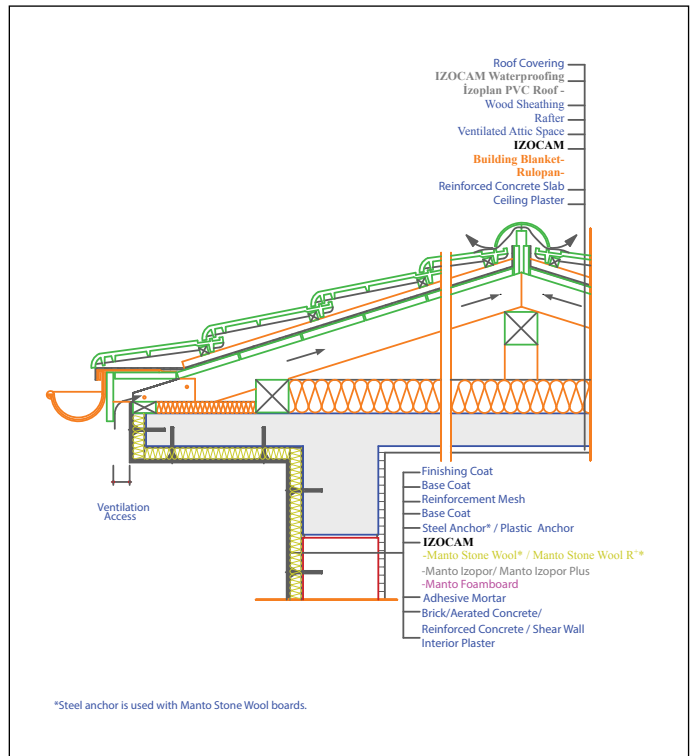 Roof Covering
IZOCAM Waterproofing
İzoplan PVC Roof -
Wood Sheathing
Rafter
Ventilated Attic Space
IZOCAM
Building Blanket-
Rulopan-
Reinforced Concrete Slab
Ceiling Plaster
Ventilation
Access
Finishing Coat
Base Coat
Reinforcement Mesh
Base Coat
Steel Anchor* / Plastic Anchor
IZOCAM
-Manto Stone Wool* / Manto Stone Wool R⁺*
-Manto Izopor/ Manto Izopor Plus
-Manto Foamboard
Adhesive Mortar
Brick/Aerated Concrete/
Reinforced Concrete / Shear Wall
Interior Plaster
*Steel anchor is used with Manto Stone Wool boards.